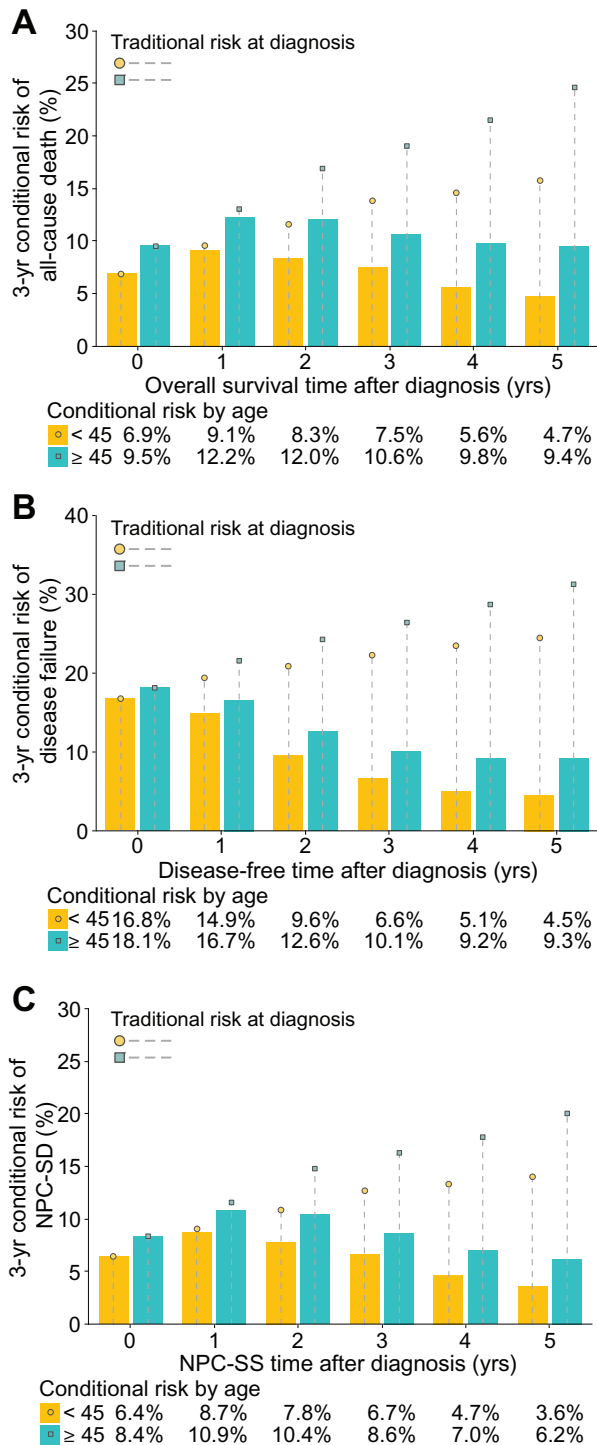 A
30
25
20
15
10
5
0
3-yr conditional risk of
all-cause death (%)
Traditional risk at diagnosis
0 1 2 3 4 5
Overall survival time after diagnosis (yrs)
Conditional risk by age
< 45 6.9% 9.1% 8.3% 7.5% 5.6% 4.7%
≥ 45 9.5% 12.2% 12.0% 10.6% 9.8% 9.4%
B
40
30
20
10
0
3-yr conditional risk of
disease failure (%)
Traditional risk at diagnosis
0 1 2 3 4 5
Disease-free time after diagnosis (yrs)
Conditional risk by age
< 45 16.8% 14.9% 9.6% 6.6% 5.1% 4.5%
≥ 45 18.1% 16.7% 12.6% 10.1% 9.2% 9.3%
C
30
25
20
15
10
5
0
3-yr conditional risk of
NPC-SD (%)
Traditional risk at diagnosis
0 1 2 3 4 5
NPC-SS time after diagnosis (yrs)
Conditional risk by age
< 45 6.4% 8.7% 7.8% 6.7% 4.7% 3.6%
≥ 45 8.4% 10.9% 10.4% 8.6% 7.0% 6.2%